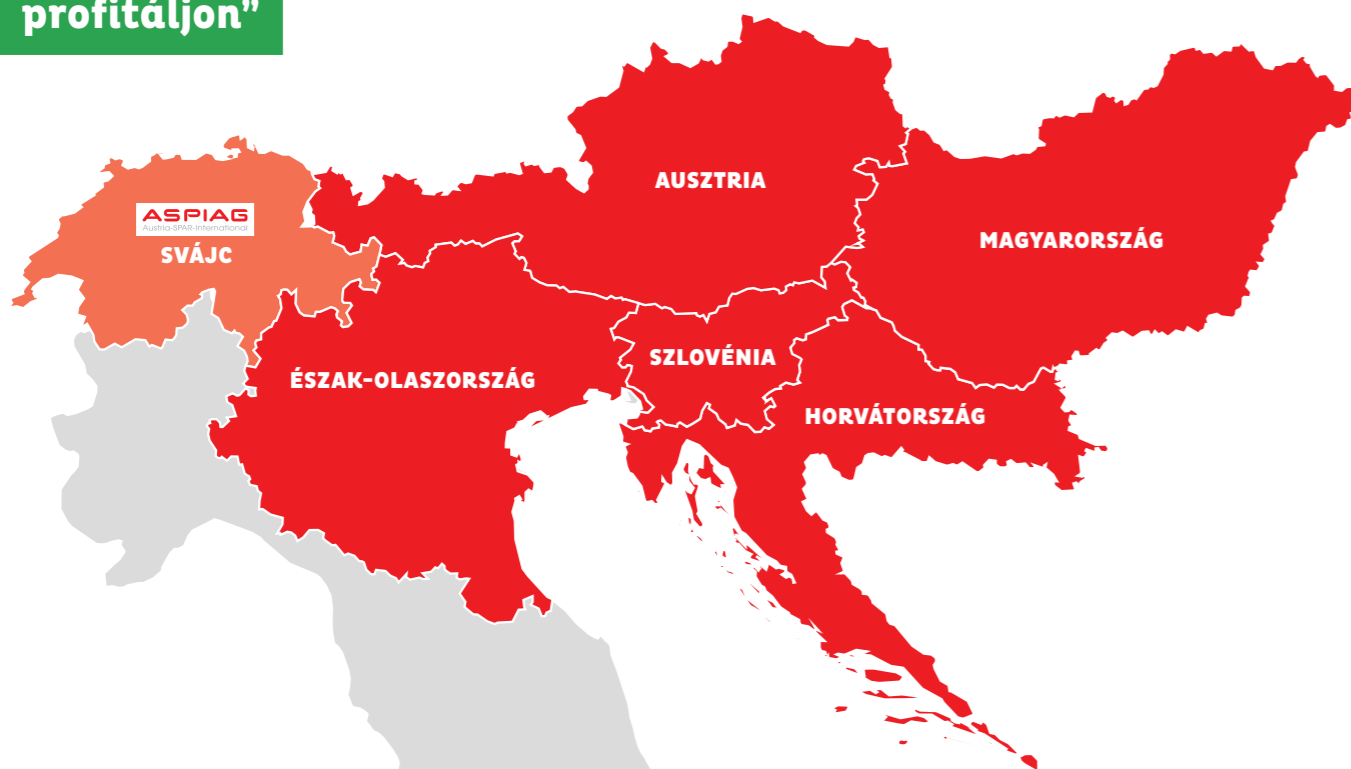 profitáljon”
AUSZTRIA
ASPIAG
Austria-SPAR-International
SVÁJC
MAGYARORSZÁG
SZLOVÉNIA
ÉSZAK-OLASZORSZÁG
HORVÁTORSZÁG